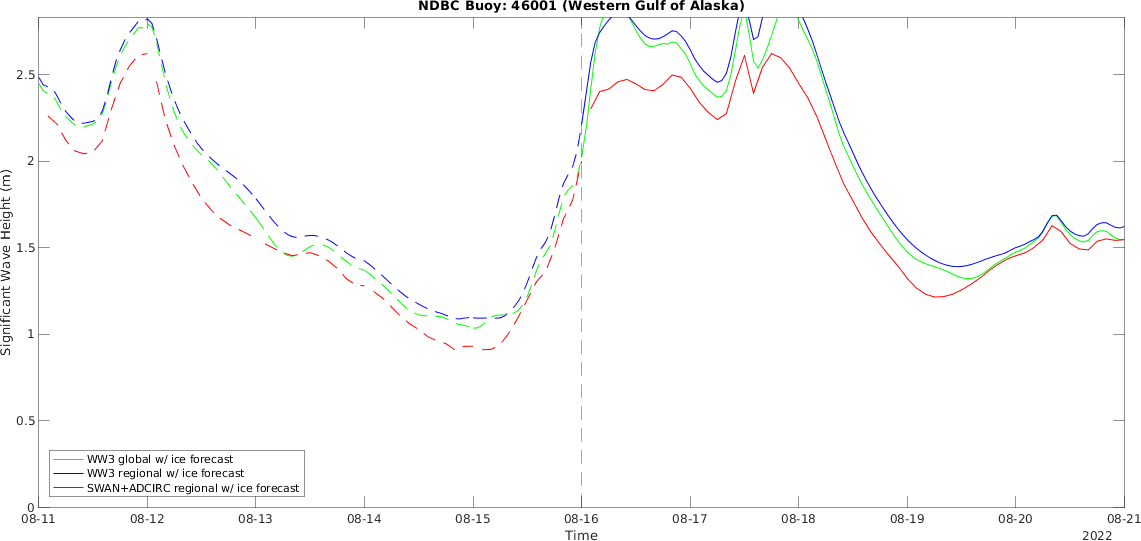 NDBC Buoy: 46001 (Western Gulf of Alaska)
2.5
2
1.5
1
0.5
0
Significant Wave Height (m)
WW3 global w/ ice forecast
WW3 regional w/ ice forecast
SWAN+ADCIRC regional w/ ice forecast
08-11 08-12 08-13 08-14 08-15 08-16 08-17 08-18 08-19 08-20 08-21
Time
2022